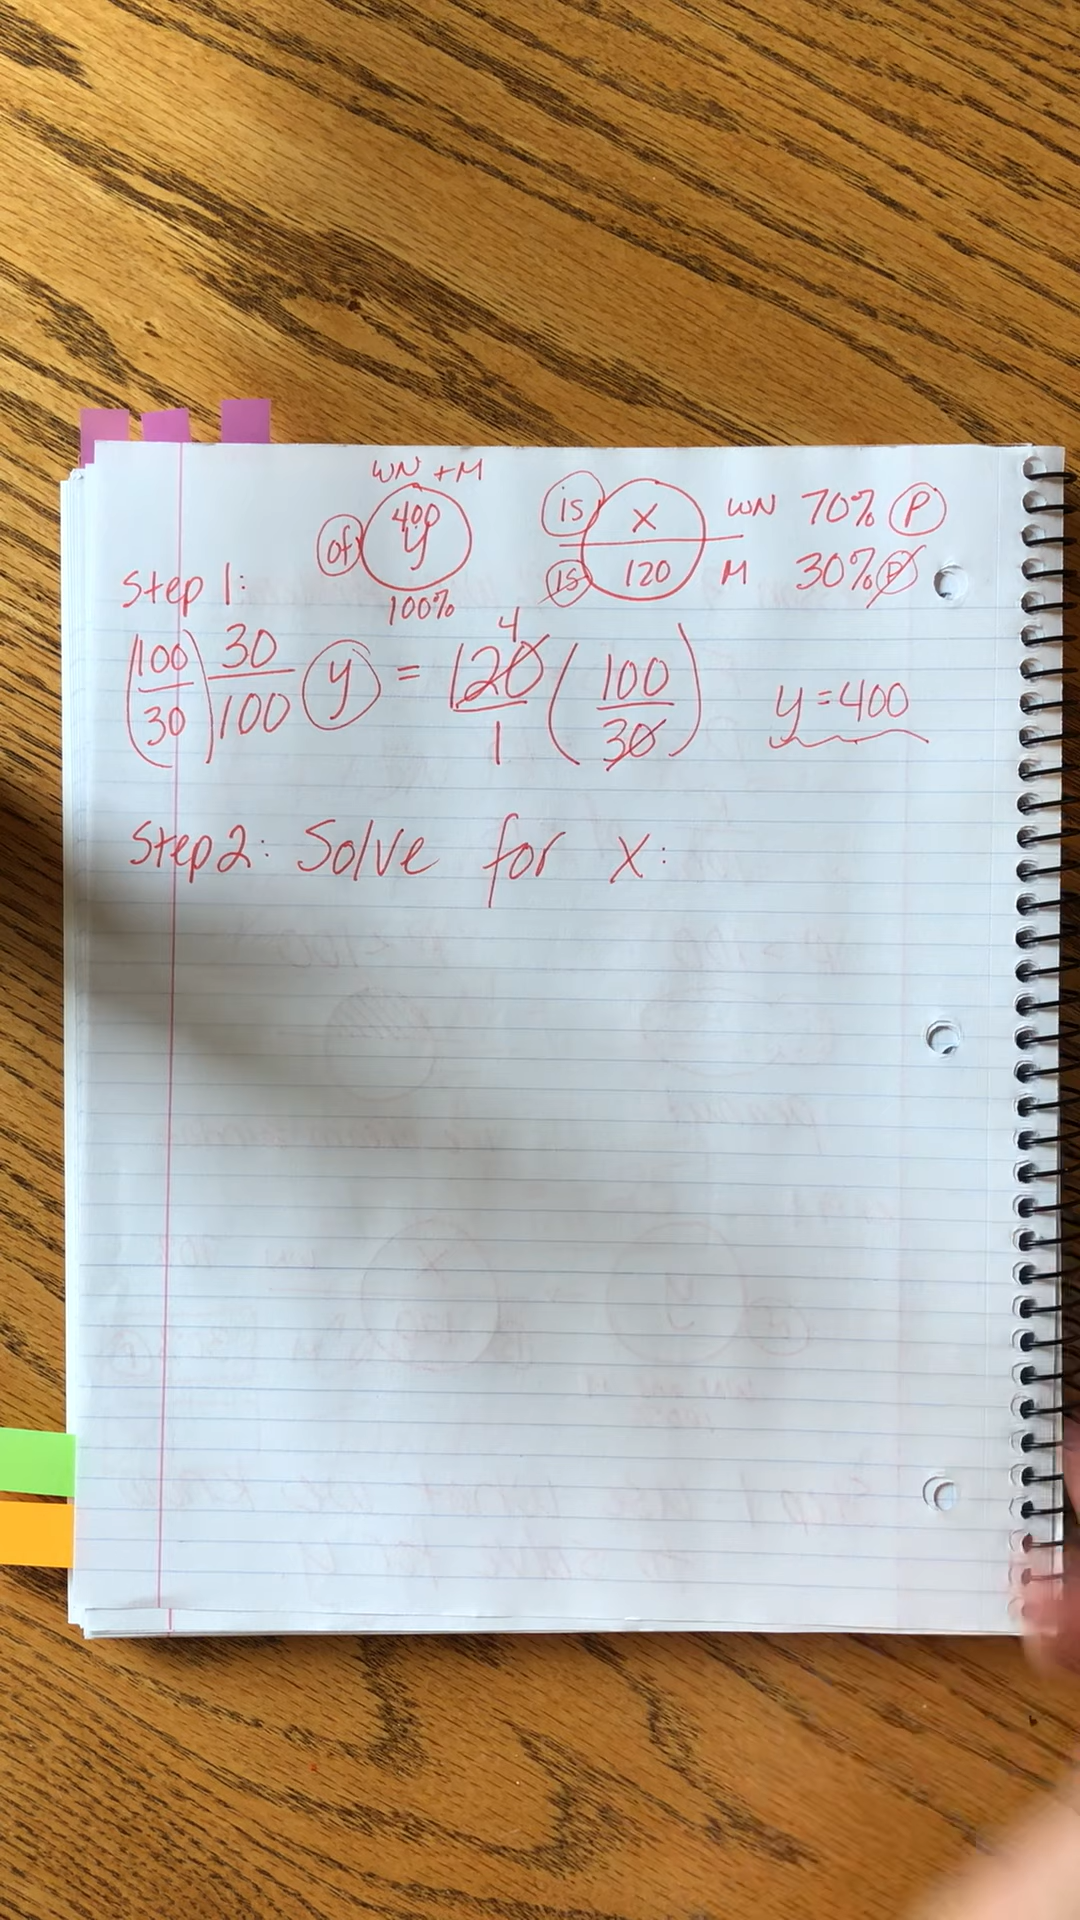 WN + M
of 400 y
100%
is X WN 70% P
is 120 M 30% P
Step 1:
(100/30) 30/100 y = 120/1 (100/30) y = 400
4
Step 2: Solve for x: